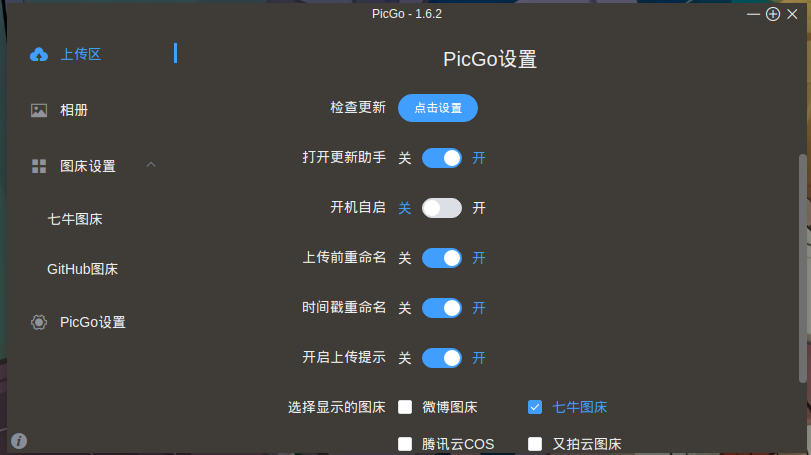 PicGo - 1.6.2
上传区
相册
图床设置
七牛图床
GitHub图床
PicGo设置
PicGo设置
检查更新 点击设置
打开更新助手 关 开
开机自启 关 开
上传前重命名 关 开
时间戳重命名 关 开
开启上传提示 关 开
选择显示的图床 微博图床 七牛图床
腾讯云COS 又拍云图床